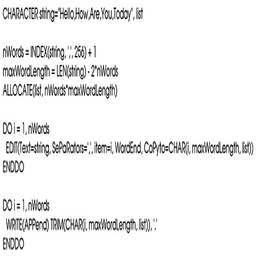 CHARACTER string="Hello,How,Are,You,Today", list
nWords = INDEX(string, ',', 256) + 1
maxWordLength = LEN(string) - 2*nWords
ALLOCATE(list, nWords*maxWordLength)
DO i = 1, nWords
EDIT(Text=string, SePaRators=',', item=i, WordEnd, CoPyto=CHAR(i, maxWordLength, list))
ENDDO
DO i = 1, nWords
WRITE(APPend) TRIM(CHAR(i, maxWordLength, list)), '.'
ENDDO